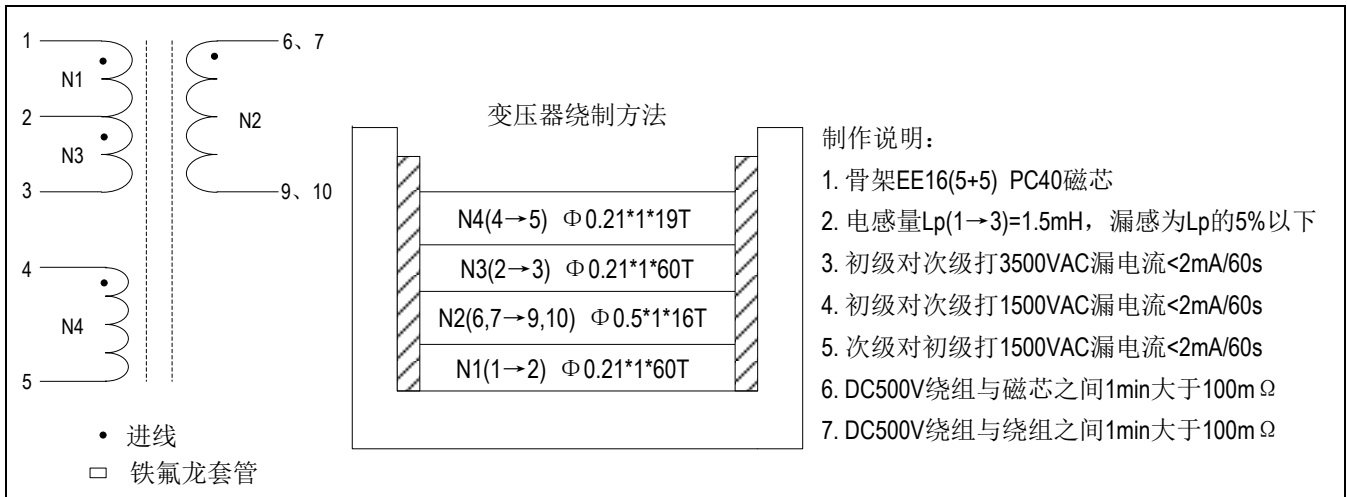 1
N1
2
N3
3
4
N4
5
6、7
N2
9、10
• 进线
▭ 铁氟龙套管
变压器绕制方法
N4(4→5) Φ0.21*1*19T
N3(2→3) Φ0.21*1*60T
N2(6,7→9,10) Φ0.5*1*16T
N1(1→2) Φ0.21*1*60T
制作说明：
1. 骨架EE16(5+5) PC40磁芯
2. 电感量Lp(1→3)=1.5mH，漏感为Lp的5%以下
3. 初级对次级打3500VAC漏电流<2mA/60s
4. 初级对次级打1500VAC漏电流<2mA/60s
5. 次级对初级打1500VAC漏电流<2mA/60s
6. DC500V绕组与磁芯之间1min大于100mΩ
7. DC500V绕组与绕组之间1min大于100mΩ